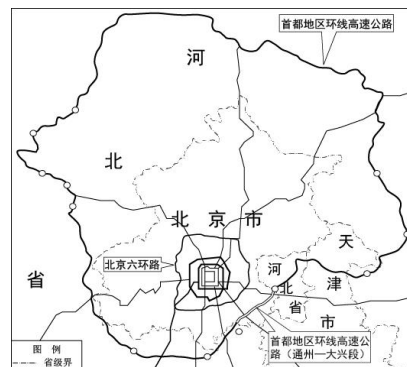 首都地区环线高速公路
河
北
省
北京市
天
津
市
河
北
省
北京六环路
首都地区环线高速公
路（通州—大兴段）
图 例
省级界